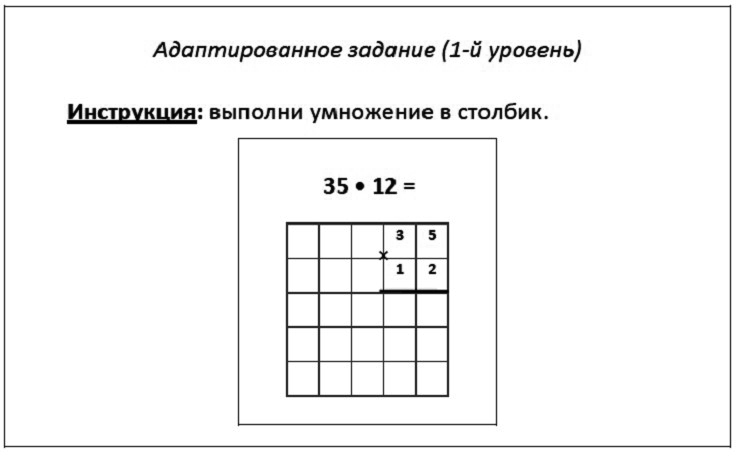 Адаптированное задание (1-й уровень)
Инструкция: выполни умножение в столбик.
35 • 12 =
3 5
x
1 2